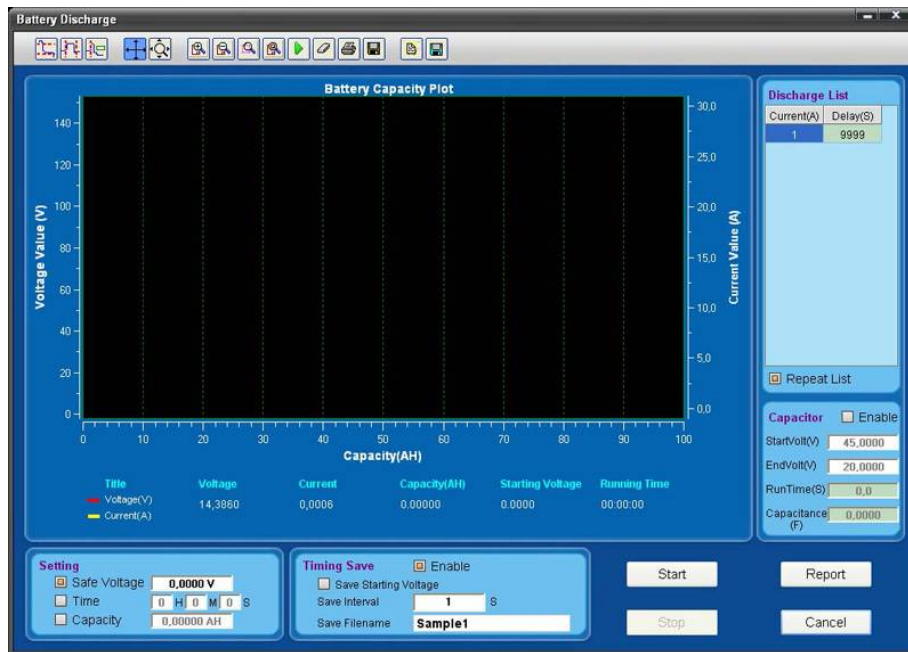 Battery Discharge
Battery Capacity Plot
Voltage Value (V)
140
120
100
80
60
40
20
0
30,0
25,0
20,0
15,0
10,0
5,0
0,0
Current Value (A)
0 10 20 30 40 50 60 70 80 90 100
Capacity(AH)
Title Voltage Current Capacity(AH) Starting Voltage Running Time
Voltage(V)
14,3860 0,0006 0.00000 0.0000 00:00:00
Current(A)
Discharge List
Current(A) Delay(S)
1 9999
Repeat List
Capacitor Enable
StartVolt(V) 45,0000
EndVolt(V) 20,0000
RunTime(S) 0,0
Capacitance (F) 0,0000
Setting
Safe Voltage 0,0000 V
Time 0 H 0 M 0 S
Capacity 0,00000 AH
Timing Save Enable
Save Starting Voltage
Save Interval 1 S
Save Filename Sample1
Start
Report
Stop
Cancel